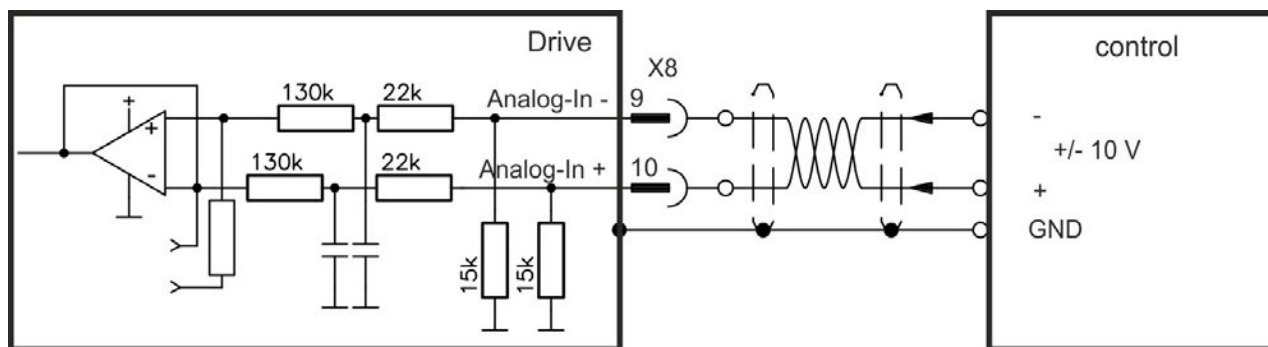 Drive
control
X8
130k
22k
Analog-In -
9
-
+
+
+/- 10 V
130k
22k
Analog-In +
10
+
-
GND
15k
15k